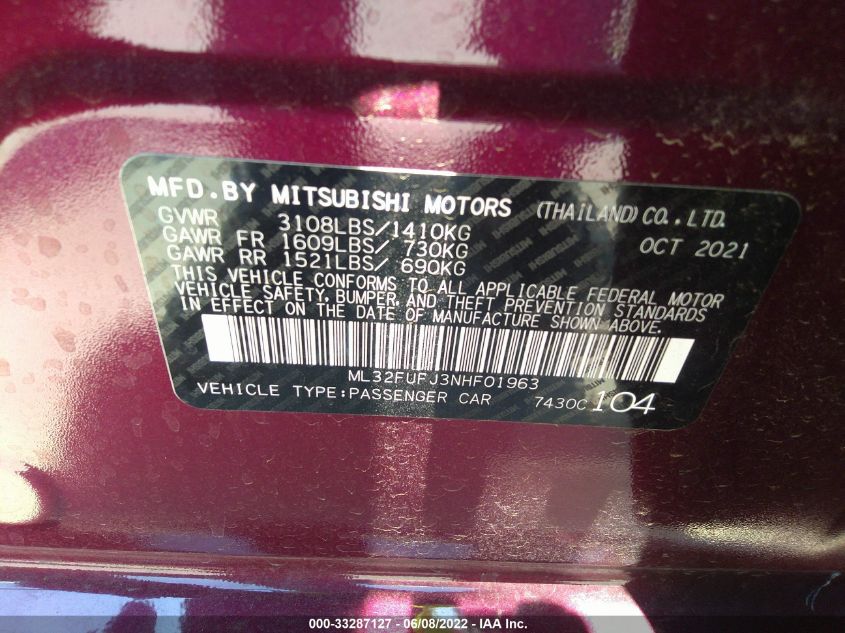 MFD.BY MITSUBISHI MOTORS (THAILAND) CO.,LTD.
GVWR 3108LBS/1410KG
GAWR FR 1609LBS/ 730KG OCT 2021
GAWR RR 1521LBS/ 690KG
THIS VEHICLE CONFORMS TO ALL APPLICABLE FEDERAL MOTOR
VEHICLE SAFETY, BUMPER, AND THEFT PREVENTION STANDARDS
IN EFFECT ON THE DATE OF MANUFACTURE SHOWN ABOVE.
ML32FUFJ3NHF01963
VEHICLE TYPE:PASSENGER CAR 7430C 104
000-33287127 - 06/08/2022 - IAA Inc.